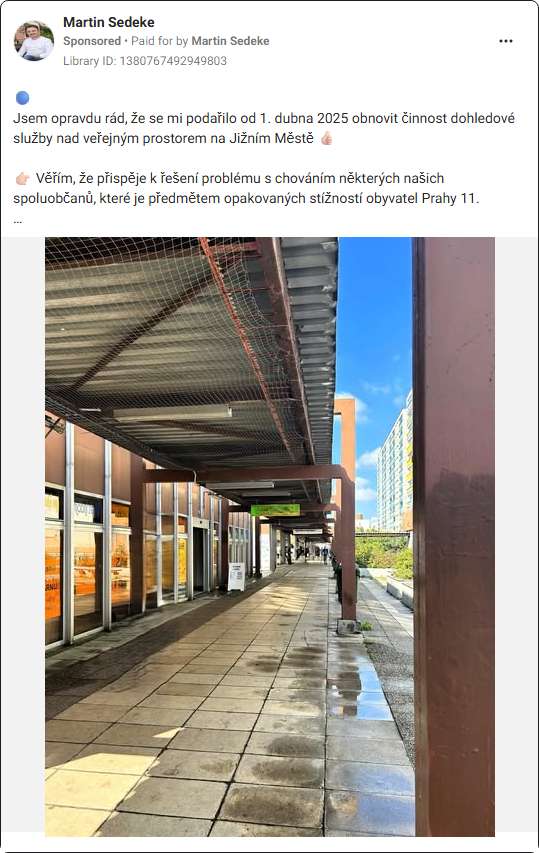 Martin Sedeke
Sponsored • Paid for by Martin Sedeke
Library ID: 1380767492949803
Jsem opravdu rád, že se mi podařilo od 1. dubna 2025 obnovit činnost dohledové
služby nad veřejným prostorem na Jižním Městě 👍🏻
👉🏻 Věřím, že přispěje k řešení problému s chováním některých našich
spoluobčanů, které je předmětem opakovaných stížností obyvatel Prahy 11.
...